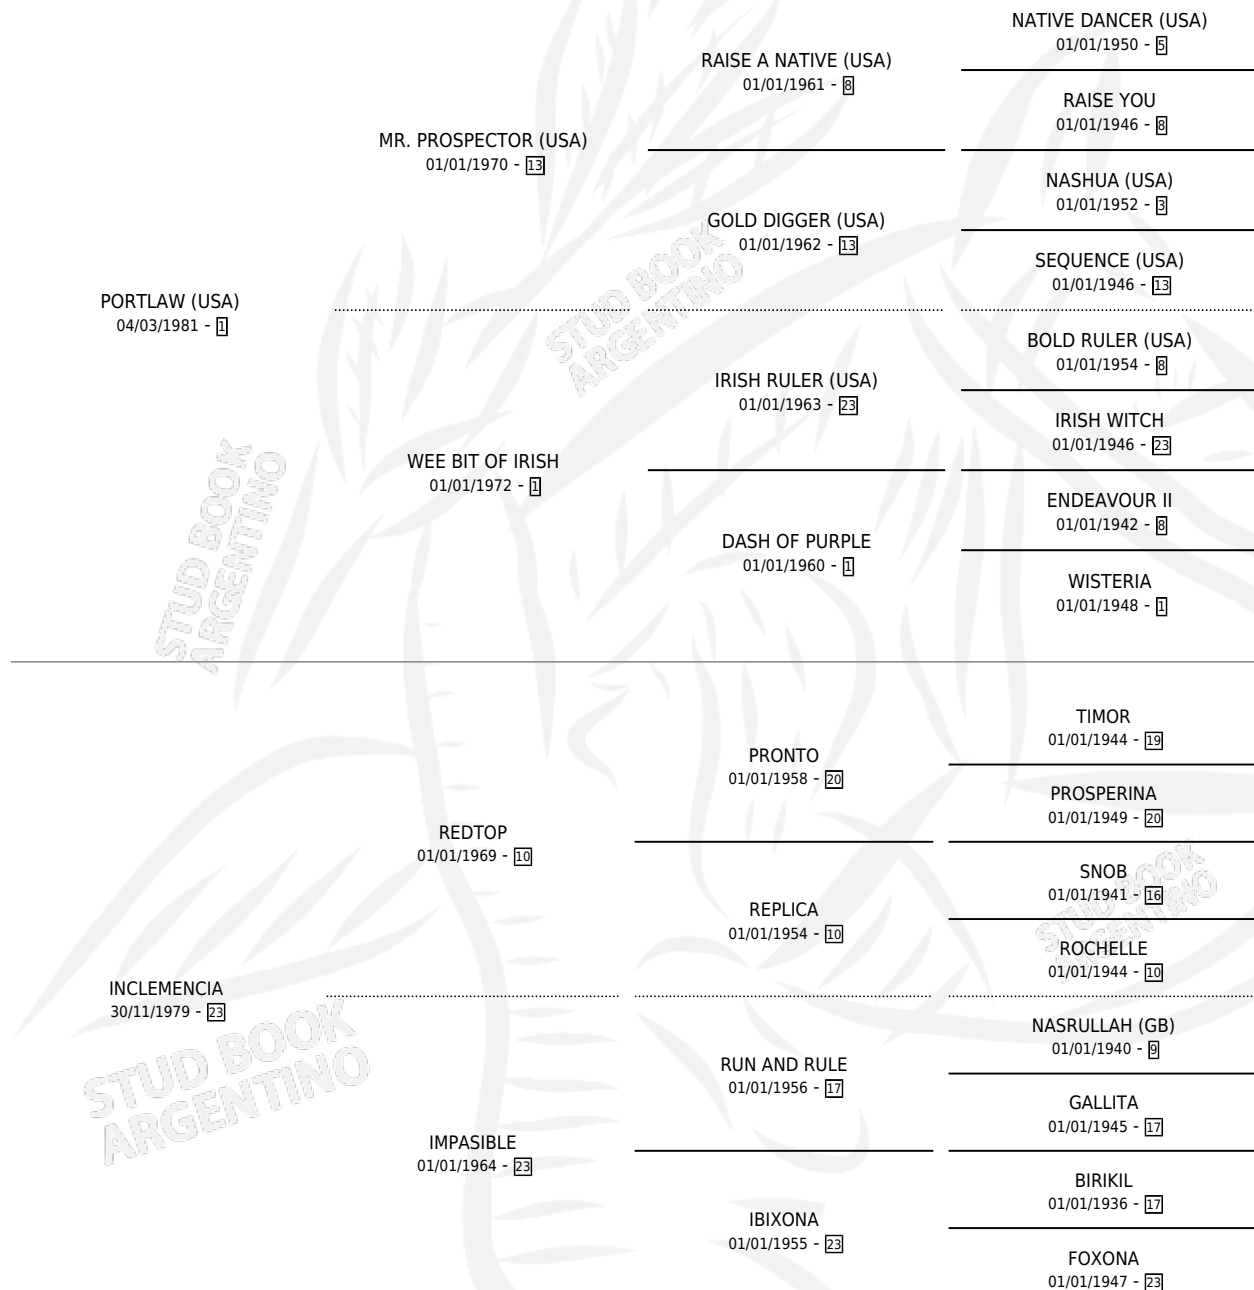 NATIVE DANCER (USA)
01/01/1950 - 5
RAISE A NATIVE (USA)
01/01/1961 - 8
RAISE YOU
01/01/1946 - 8
MR. PROSPECTOR (USA)
01/01/1970 - 13
NASHUA (USA)
01/01/1952 - 3
GOLD DIGGER (USA)
01/01/1962 - 13
SEQUENCE (USA)
01/01/1946 - 13
PORTLAW (USA)
04/03/1981 - 1
BOLD RULER (USA)
01/01/1954 - 8
IRISH RULER (USA)
01/01/1963 - 23
IRISH WITCH
01/01/1946 - 23
WEE BIT OF IRISH
01/01/1972 - 1
ENDEAVOUR II
01/01/1942 - 8
DASH OF PURPLE
01/01/1960 - 1
WISTERIA
01/01/1948 - 1
TIMOR
01/01/1944 - 19
PRONTO
01/01/1958 - 20
PROSPERINA
01/01/1949 - 20
REDTOP
01/01/1969 - 10
SNOB
01/01/1941 - 16
REPLICA
01/01/1954 - 10
ROCHELLE
01/01/1944 - 10
INCLEMENCIA
30/11/1979 - 23
NASRULLAH (GB)
01/01/1940 - 9
RUN AND RULE
01/01/1956 - 17
GALLITA
01/01/1945 - 17
IMPASIBLE
01/01/1964 - 23
BIRIKIL
01/01/1936 - 17
IBIXONA
01/01/1955 - 23
FOXONA
01/01/1947 - 23
STUD BOOK
ARGENTINO
STUD BOOK
ARGENTINO
STUD BOOK
ARGENTINO
STUD BOOK
ARGENTINO